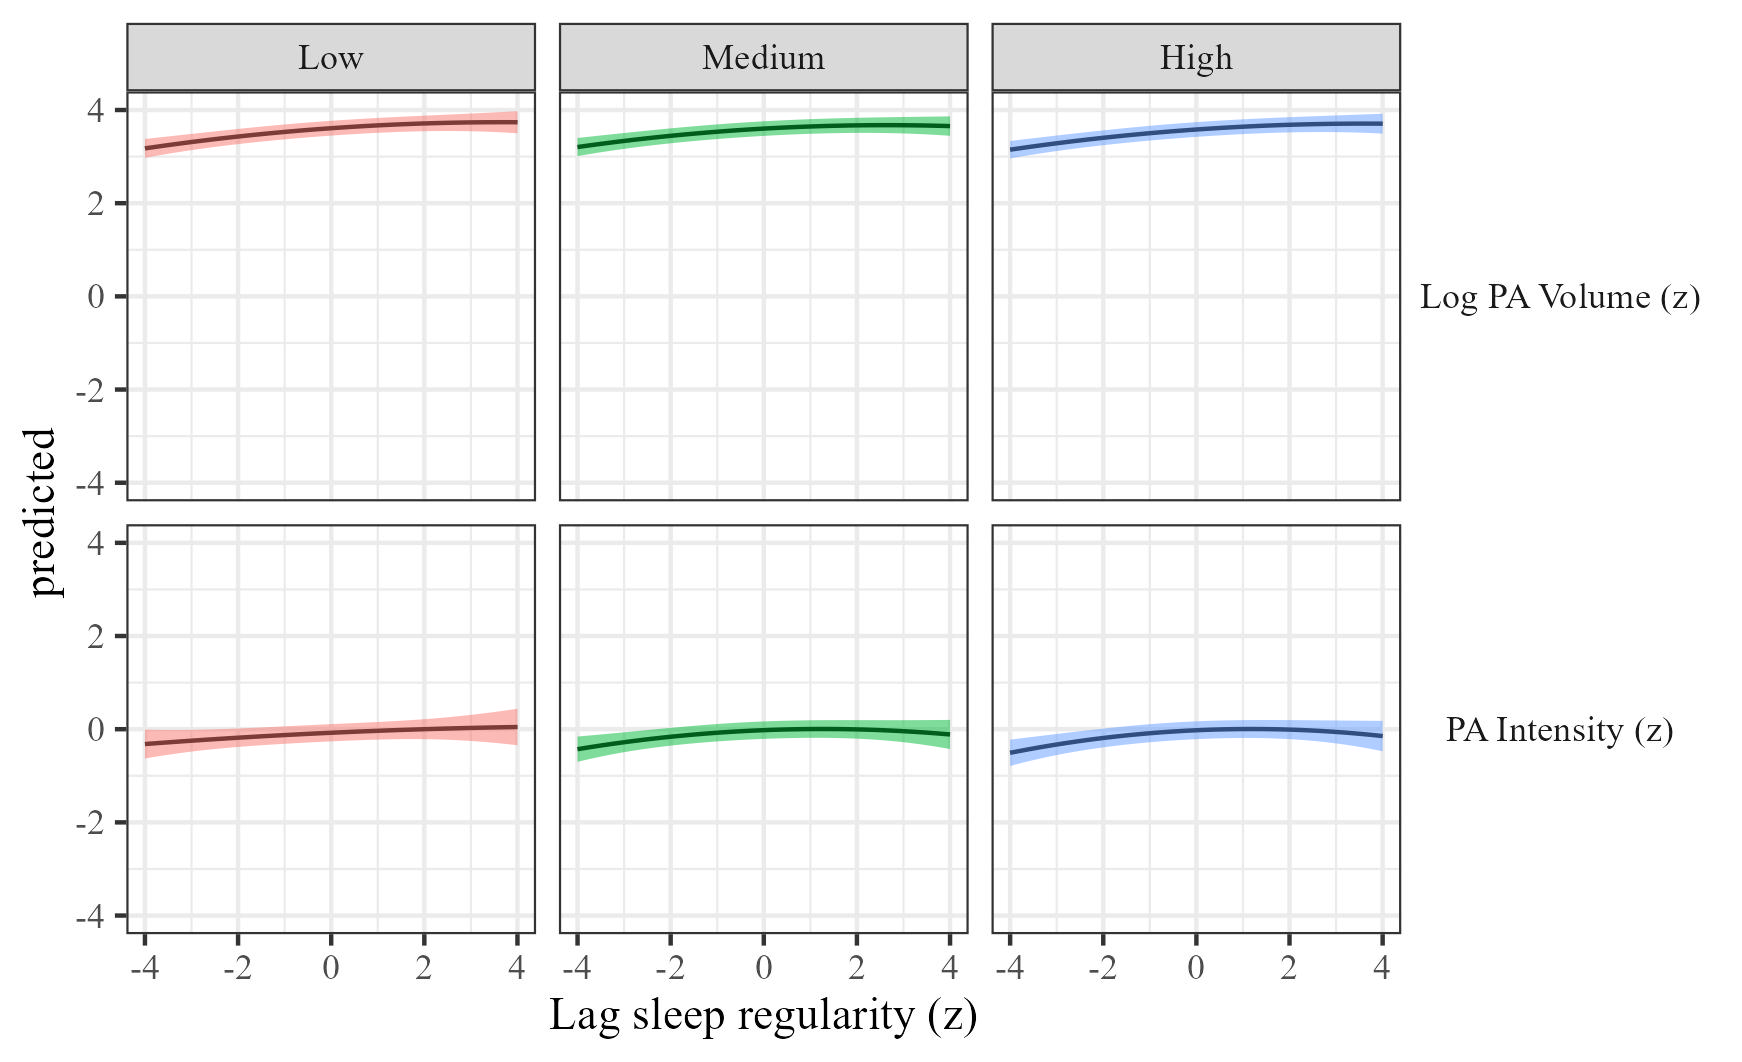 Low Medium High
4
2
0
-2
-4
Log PA Volume (z)
predicted
4
2
0
-2
-4
PA Intensity (z)
-4 -2 0 2 4 -4 -2 0 2 4 -4 -2 0 2 4
Lag sleep regularity (z)